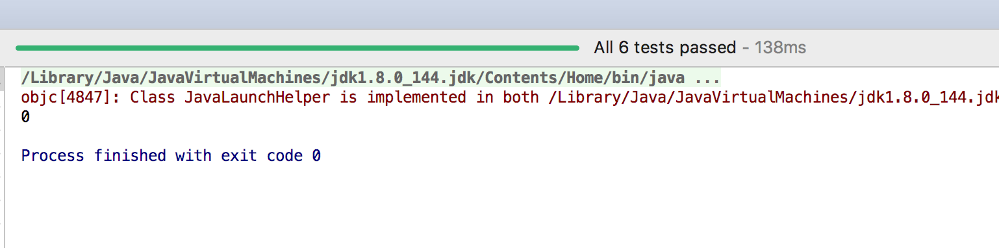 All 6 tests passed - 138ms
/Library/Java/JavaVirtualMachines/jdk1.8.0_144.jdk/Contents/Home/bin/java ...
objc[4847]: Class JavaLaunchHelper is implemented in both /Library/Java/JavaVirtualMachines/jdk1.8.0_144.jdk
0
Process finished with exit code 0